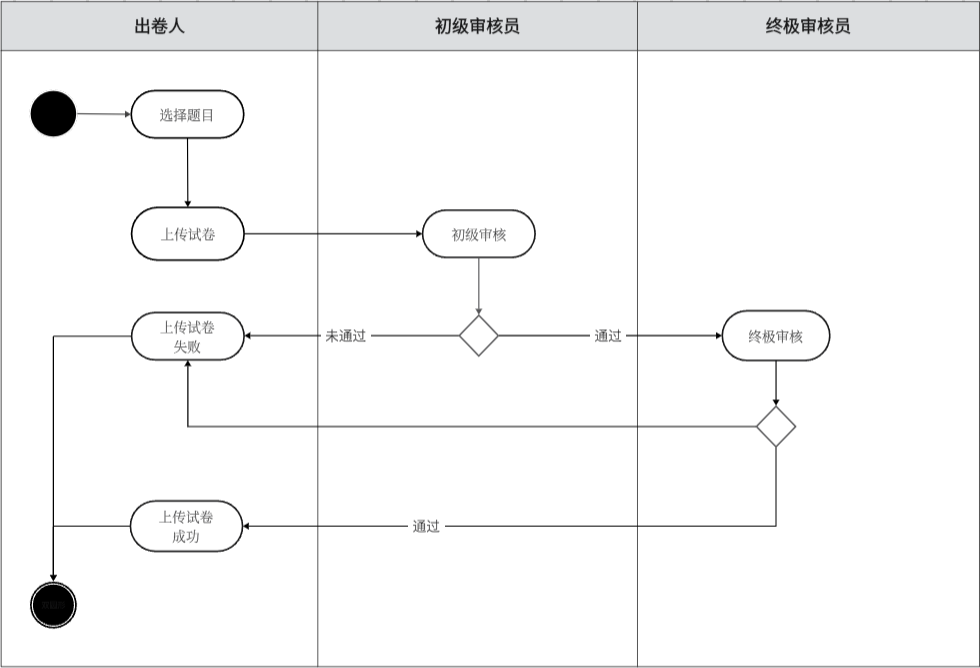 出卷人
初级审核员
终极审核员
选择题目
上传试卷
初级审核
上传试卷
失败
未通过
通过
终极审核
上传试卷
成功
通过